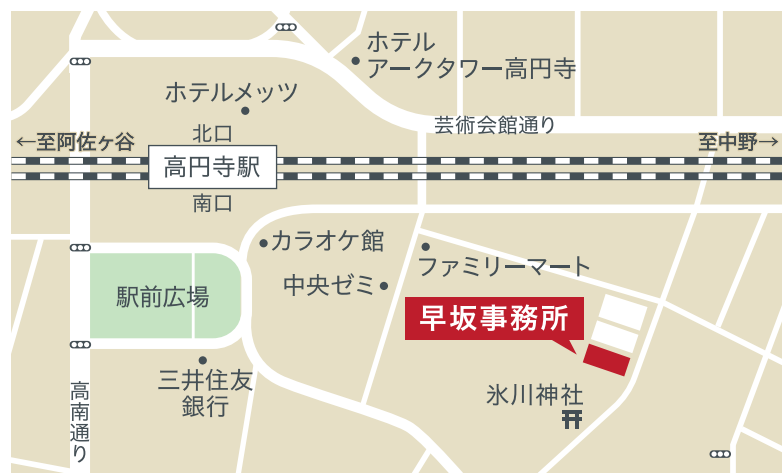 ホテル
アークタワー高円寺
ホテルメッツ
芸術会館通り
←至阿佐ヶ谷
北口
至中野→
高円寺駅
南口
カラオケ館
ファミリーマート
中央ゼミ
駅前広場
早坂事務所
三井住友
銀行
氷川神社
高南通り